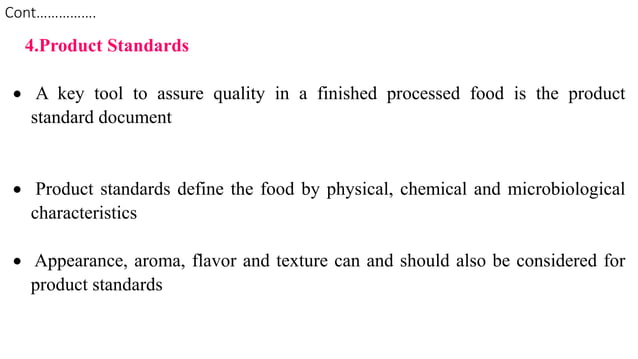 Cont…………….
4.Product Standards
• A key tool to assure quality in a finished processed food is the product
standard document
• Product standards define the food by physical, chemical and microbiological
characteristics
• Appearance, aroma, flavor and texture can and should also be considered for
product standards